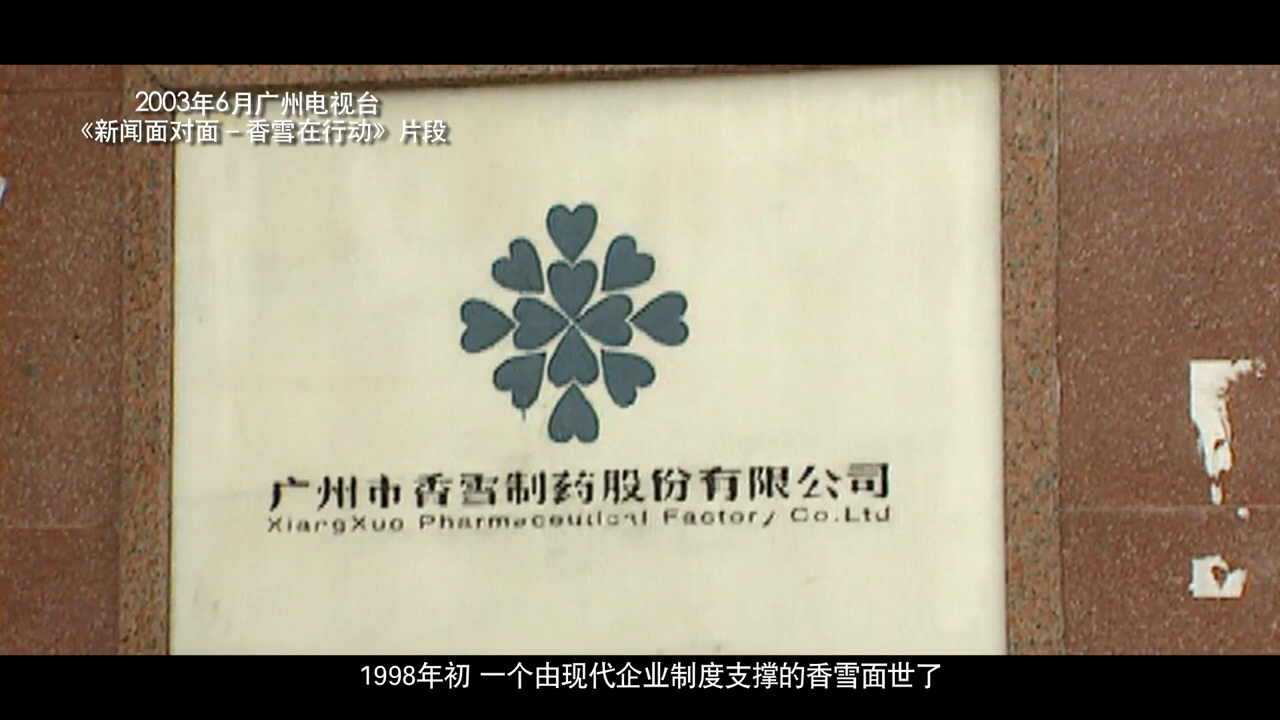 2003年6月广州电视台
《新闻面对面－香雪在行动》片段
广州市香雪制药股份有限公司
XiangXue Pharmaceutical Factory Co.Ltd
1998年初 一个由现代企业制度支撑的香雪面世了